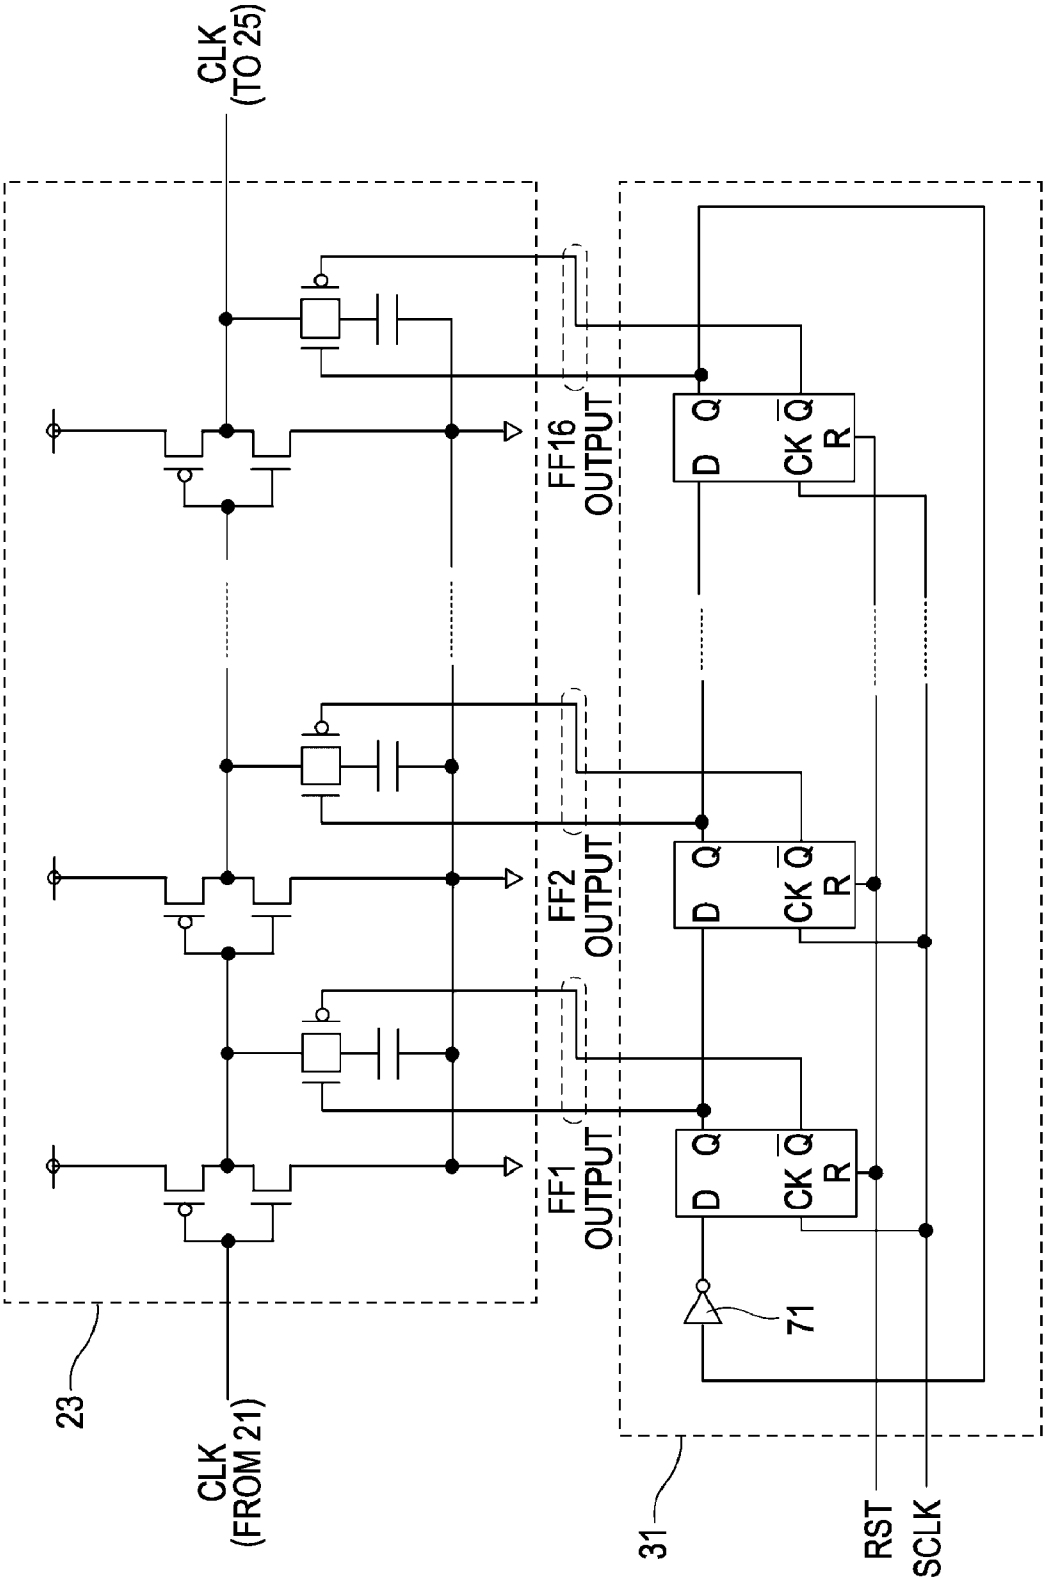 23
CLK
(FROM 21)
CLK
(TO 25)
FF1
OUTPUT
FF2
OUTPUT
FF16
OUTPUT
31
71
D Q
CK Q̅
R
D Q
CK Q̅
R
D Q
CK Q̅
R
RST
SCLK